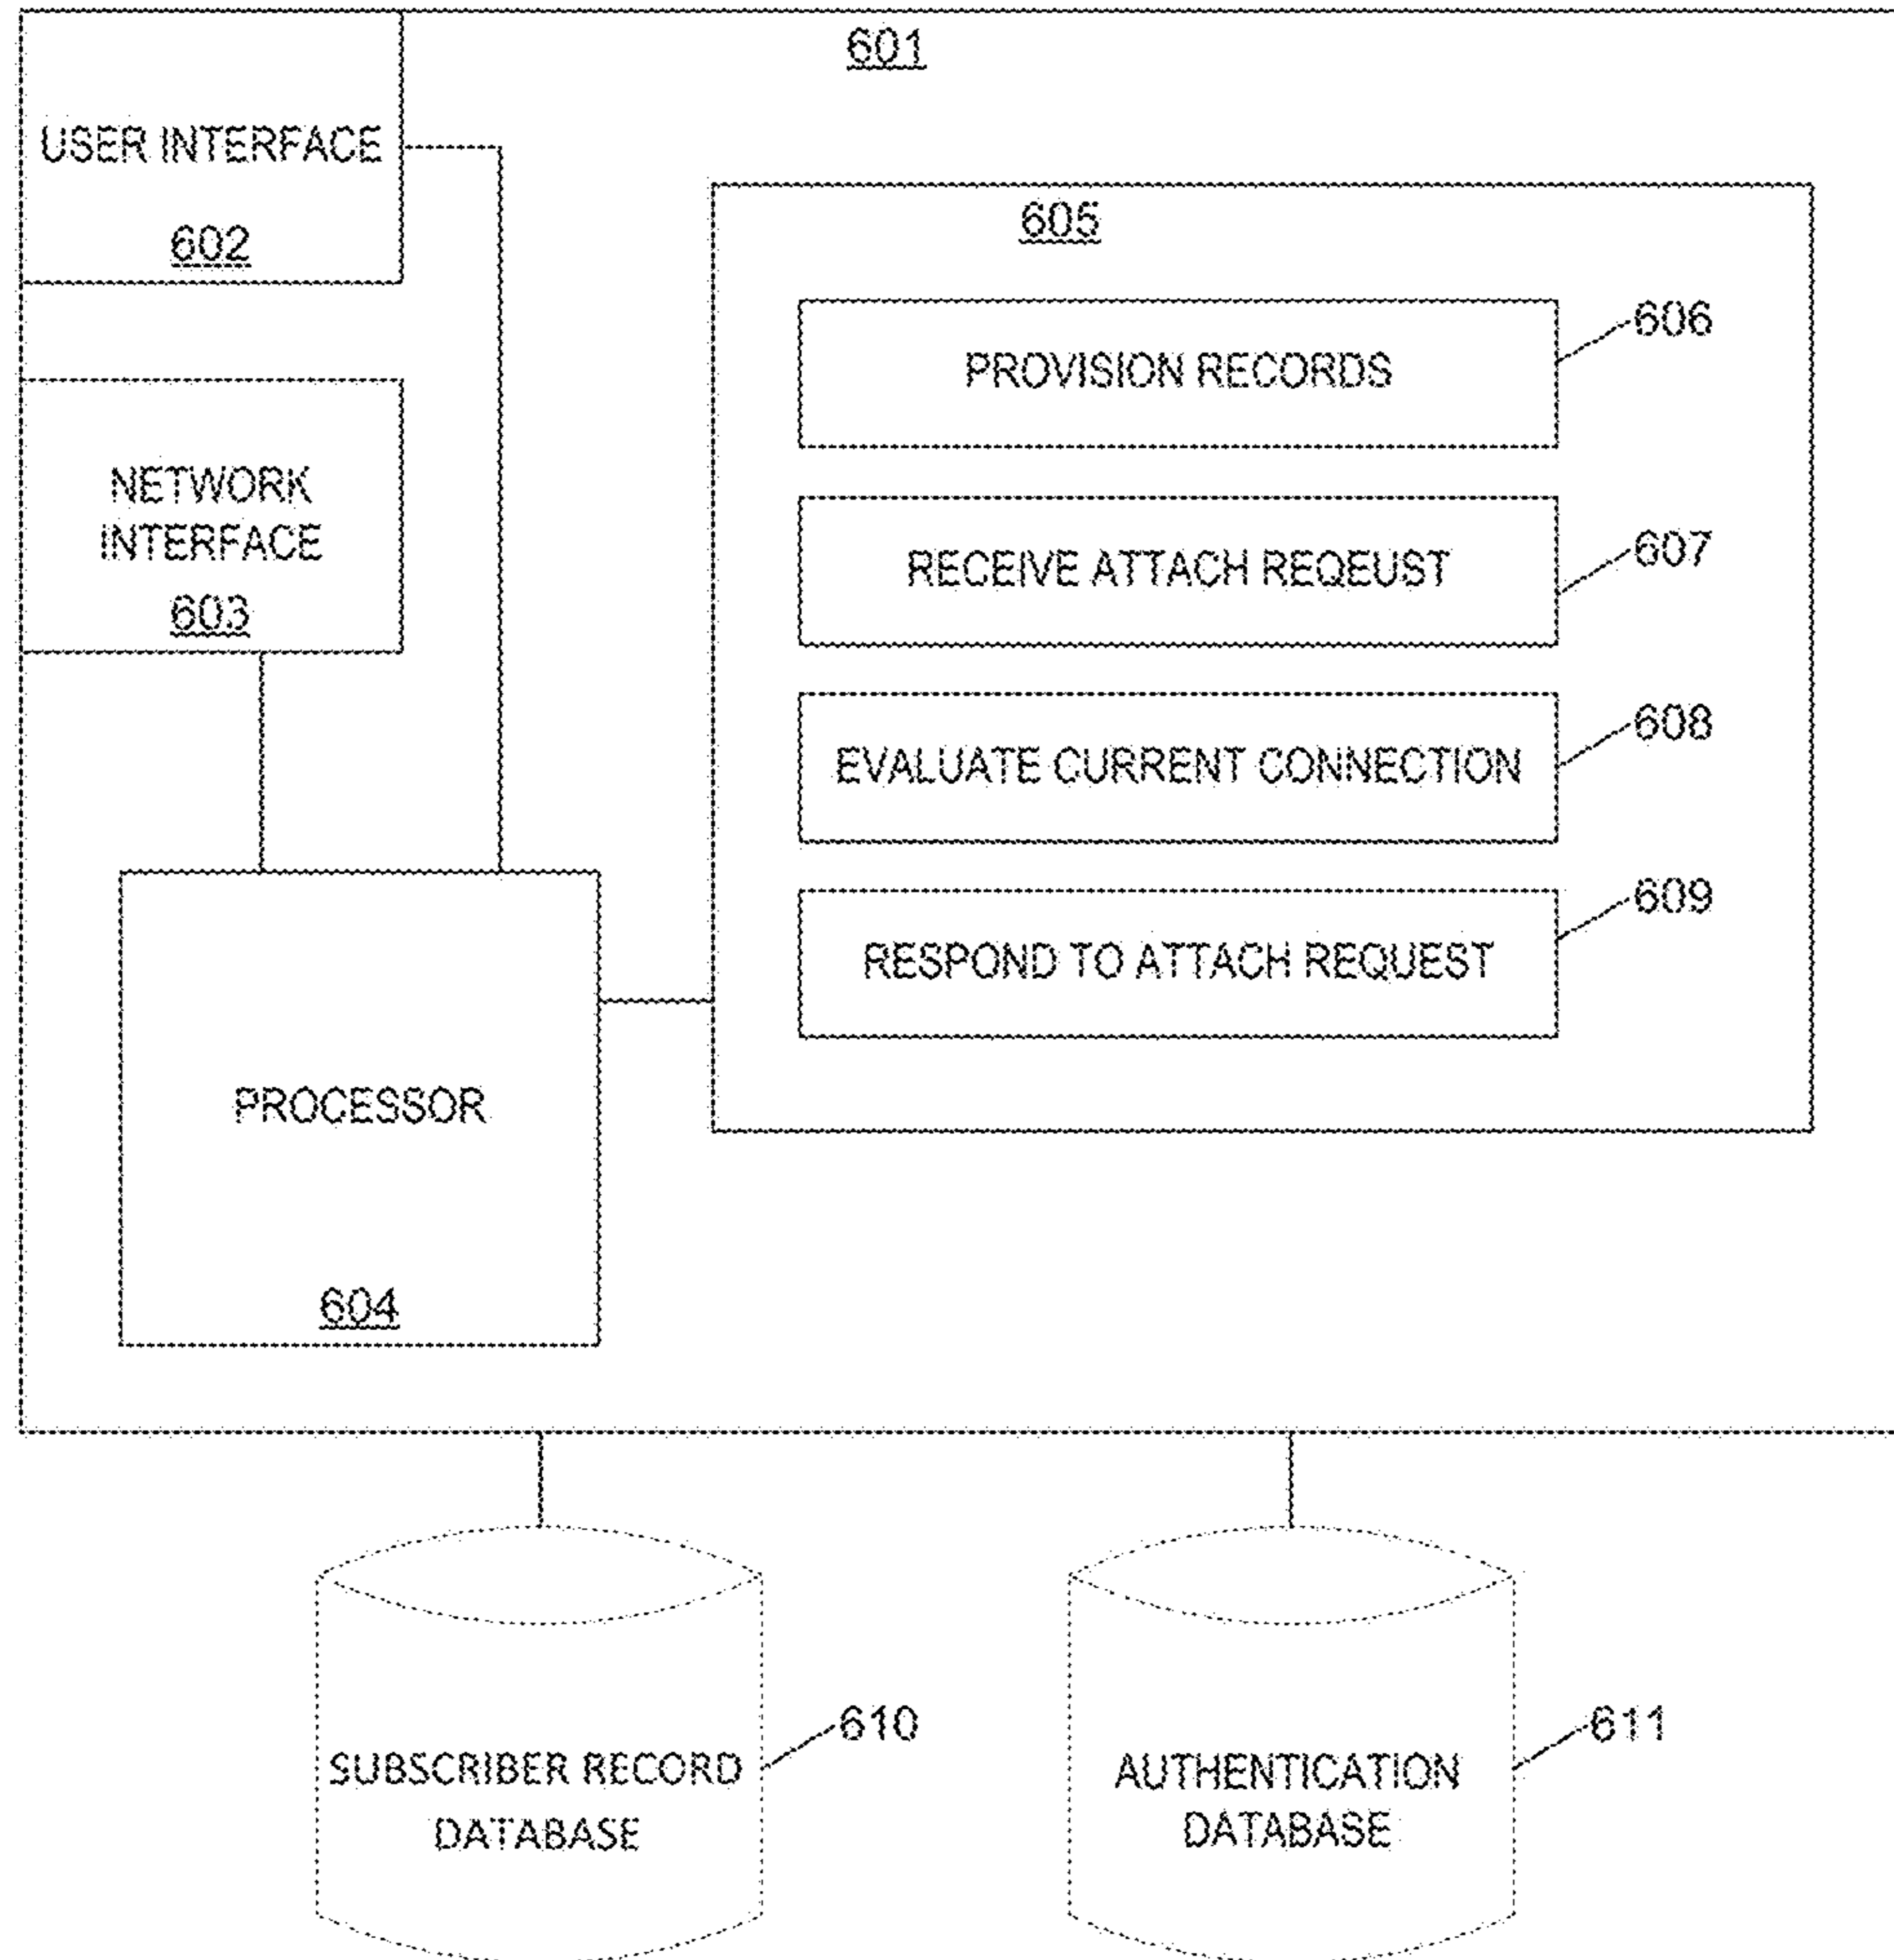 601
USER INTERFACE
602
NETWORK
INTERFACE
603
PROCESSOR
604
605
PROVISION RECORDS
606
RECEIVE ATTACH REQEUST
607
EVALUATE CURRENT CONNECTION
608
RESPOND TO ATTACH REQUEST
609
SUBSCRIBER RECORD
DATABASE
610
AUTHENTICATION
DATABASE
611